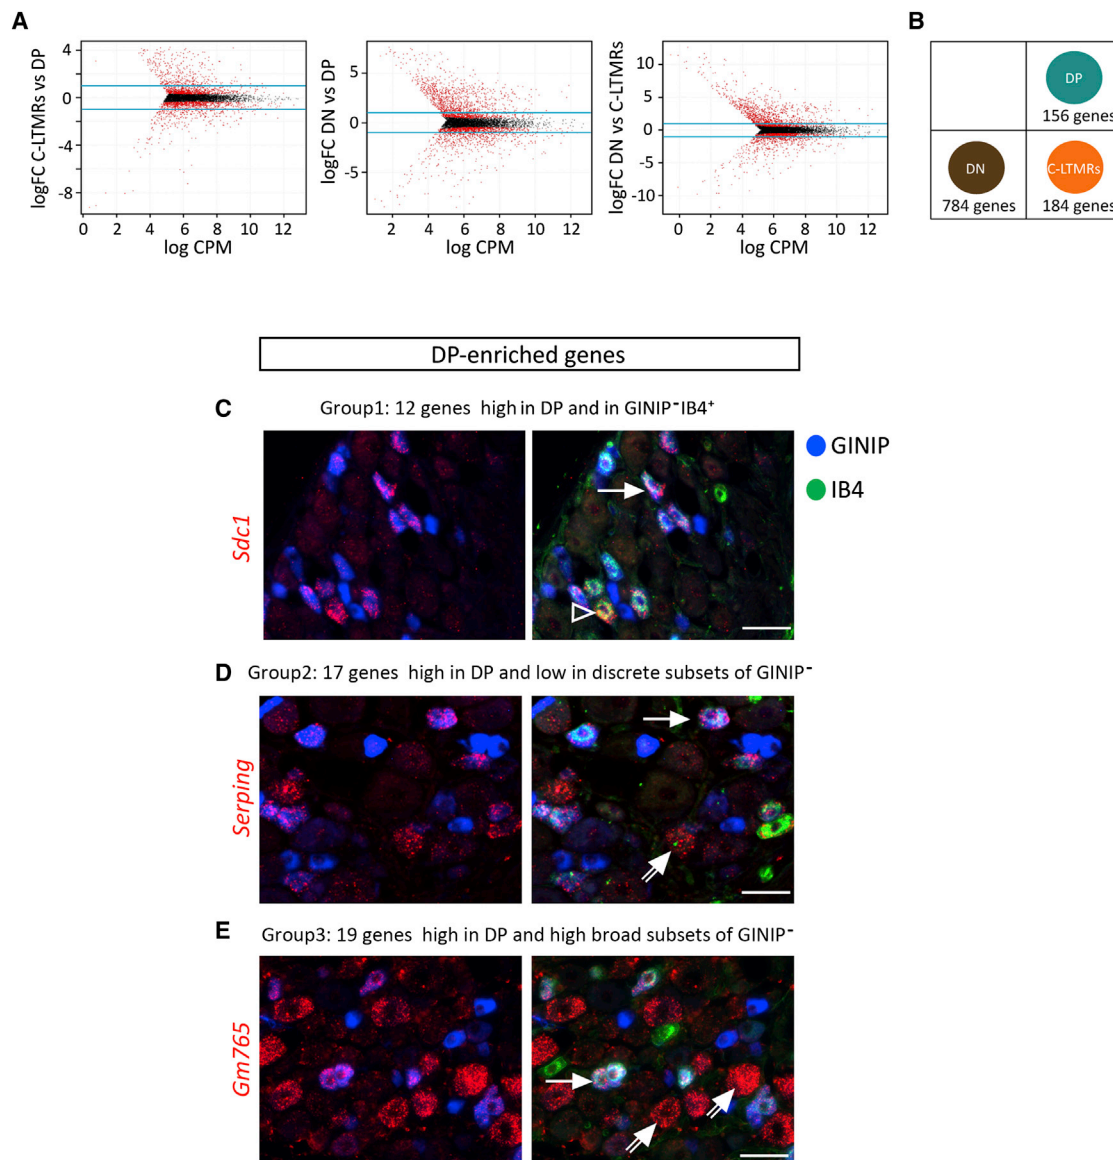 A
B
logFC C-LTMRs vs DP
4
0
-4
-8
0 2 4 6 8 10 12
log CPM
logFC DN vs DP
5
0
-5
2 4 6 8 10 12
log CPM
logFC DN vs C-LTMRs
10
5
0
-5
-10
0 2 4 6 8 10 12
log CPM
DP
156 genes
DN
784 genes
C-LTMRs
184 genes
DP-enriched genes
C
Group1: 12 genes high in DP and in GINIP⁻IB4⁺
Sdc1
GINIP
IB4
D
Group2: 17 genes high in DP and low in discrete subsets of GINIP⁻
Serping
E
Group3: 19 genes high in DP and high broad subsets of GINIP⁻
Gm765